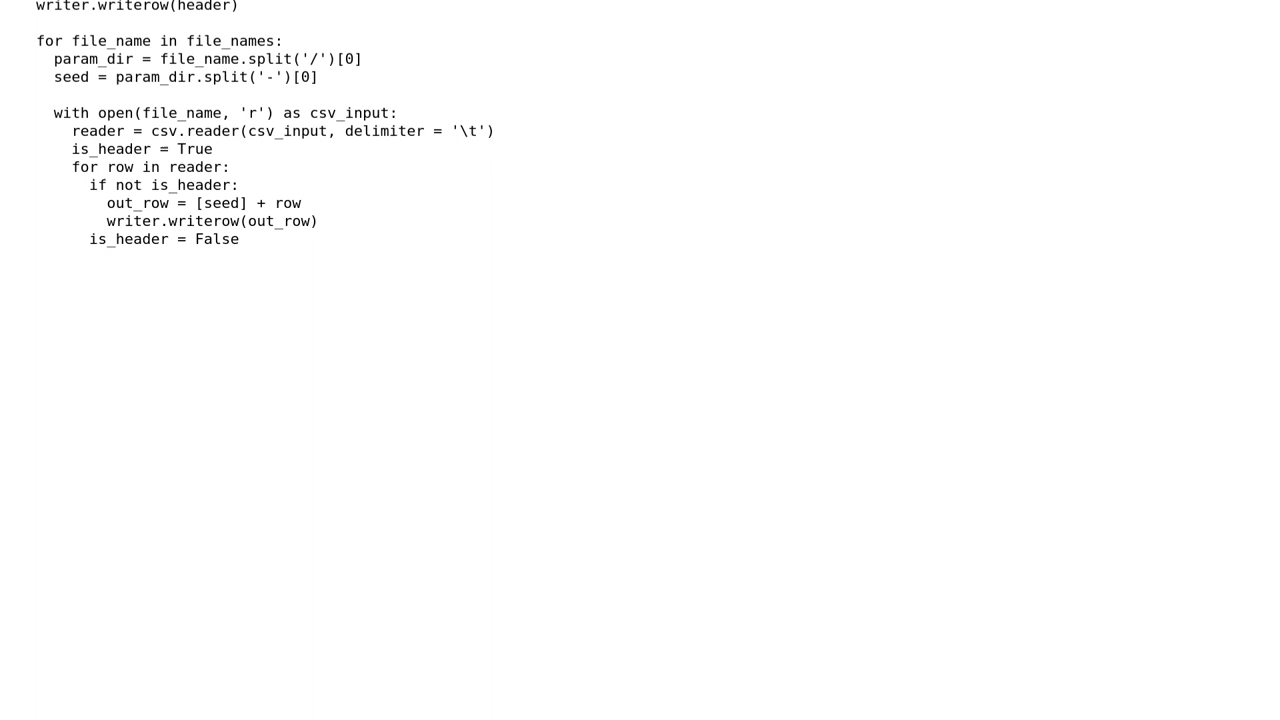 writer.writerow(header)

for file_name in file_names:
  param_dir = file_name.split('/')[0]
  seed = param_dir.split('-')[0]

  with open(file_name, 'r') as csv_input:
    reader = csv.reader(csv_input, delimiter = '\t')
    is_header = True
    for row in reader:
      if not is_header:
        out_row = [seed] + row
        writer.writerow(out_row)
      is_header = False